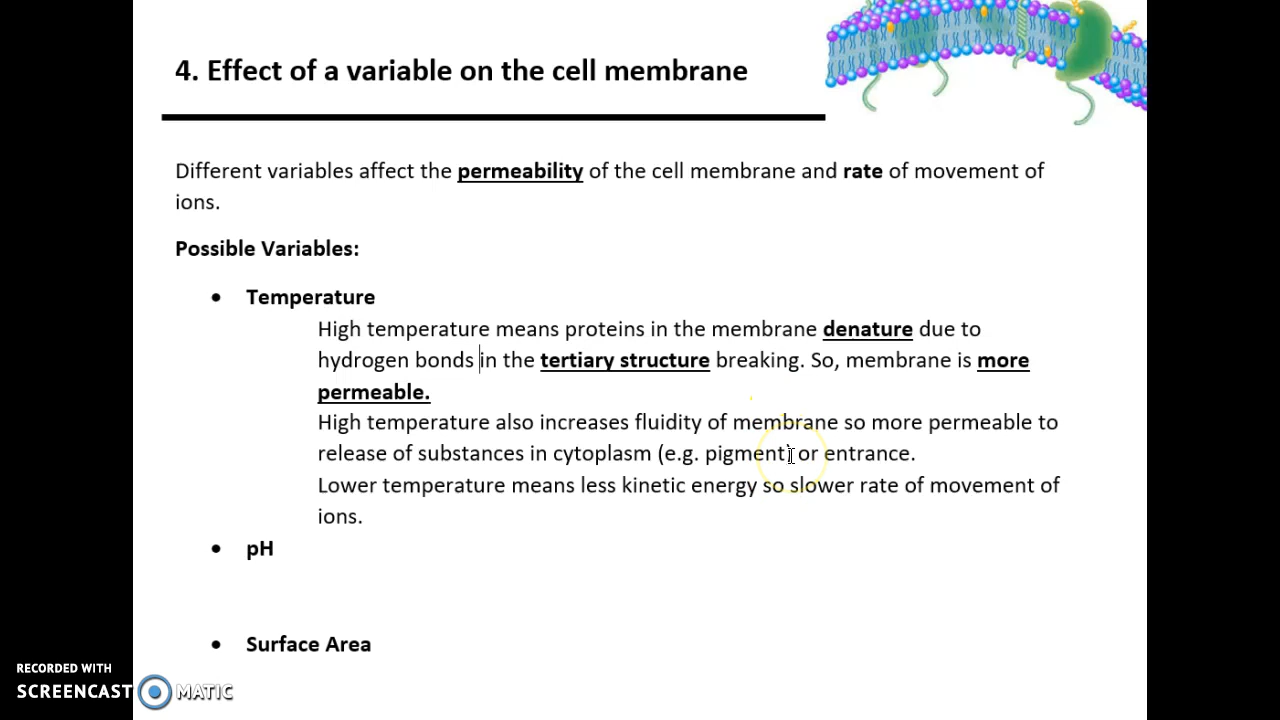 4. Effect of a variable on the cell membrane
Different variables affect the permeability of the cell membrane and rate of movement of
ions.
Possible Variables:
• Temperature
High temperature means proteins in the membrane denature due to
hydrogen bonds in the tertiary structure breaking. So, membrane is more
permeable.
High temperature also increases fluidity of membrane so more permeable to
release of substances in cytoplasm (e.g. pigment) or entrance.
Lower temperature means less kinetic energy so slower rate of movement of
ions.
• pH
• Surface Area
RECORDED WITH
SCREENCAST MATIC